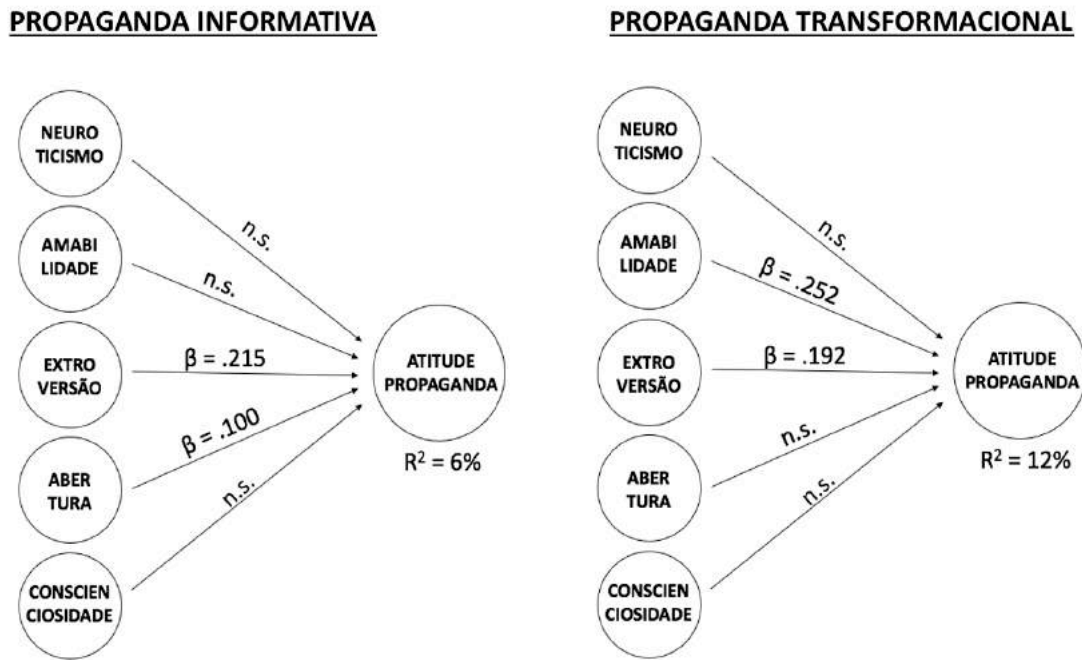 PROPAGANDA INFORMATIVA
NEURO
TICISMO
n.s.
AMABI
LIDADE
n.s.
EXTRO
VERSÃO
β = .215
ABER
TURA
β = .100
CONSCIEN
CIOSIDADE
n.s.
ATITUDE
PROPAGANDA
R² = 6%
PROPAGANDA TRANSFORMACIONAL
NEURO
TICISMO
n.s.
AMABI
LIDADE
β = .252
EXTRO
VERSÃO
β = .192
ABER
TURA
n.s.
CONSCIEN
CIOSIDADE
n.s.
ATITUDE
PROPAGANDA
R² = 12%